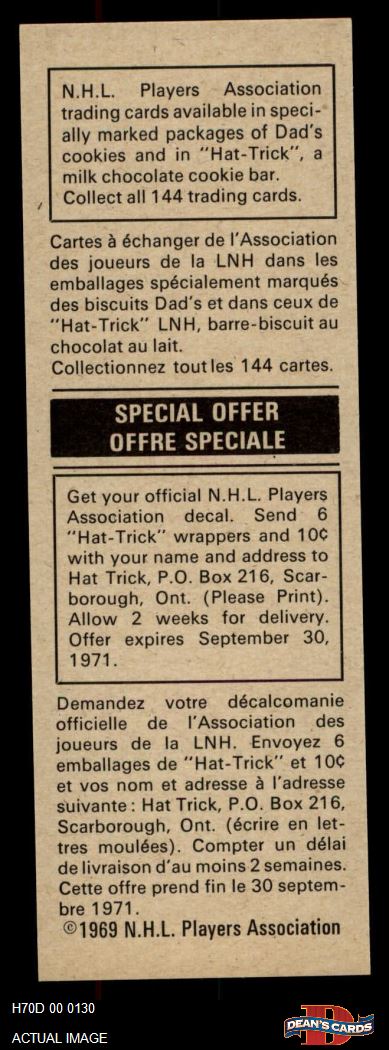 N.H.L. Players Association
trading cards available in speci-
ally marked packages of Dad's
cookies and in "Hat-Trick", a
milk chocolate cookie bar.
Collect all 144 trading cards.
Cartes à échanger de l'Association
des joueurs de la LNH dans les
emballages spécialement marqués
des biscuits Dad's et dans ceux de
"Hat-Trick" LNH, barre-biscuit au
chocolat au lait.
Collectionnez toutles 144 cartes.
SPECIAL OFFER
OFFRE SPECIALE
Get your official N.H.L. Players
Association decal. Send 6
"Hat-Trick" wrappers and 10¢
with your name and address to
Hat Trick, P.O. Box 216, Scar-
borough, Ont. (Please Print).
Allow 2 weeks for delivery.
Offer expires September 30,
1971.
Demandez votre décalcomanie
officielle de l'Association des
joueurs de la LNH. Envoyez 6
emballages de "Hat-Trick" et 10¢
et vos nom et adresse à l'adresse
suivante : Hat Trick, P.O. Box 216,
Scarborough, Ont. (écrire en let-
tres moulées). Compter un délai
de livraison d'au moins 2 semaines.
Cette offre prend fin le 30 septem-
bre 1971.
©1969 N.H.L. Players Association
H70D 00 0130
ACTUAL IMAGE
D
DEAN'S CARDS